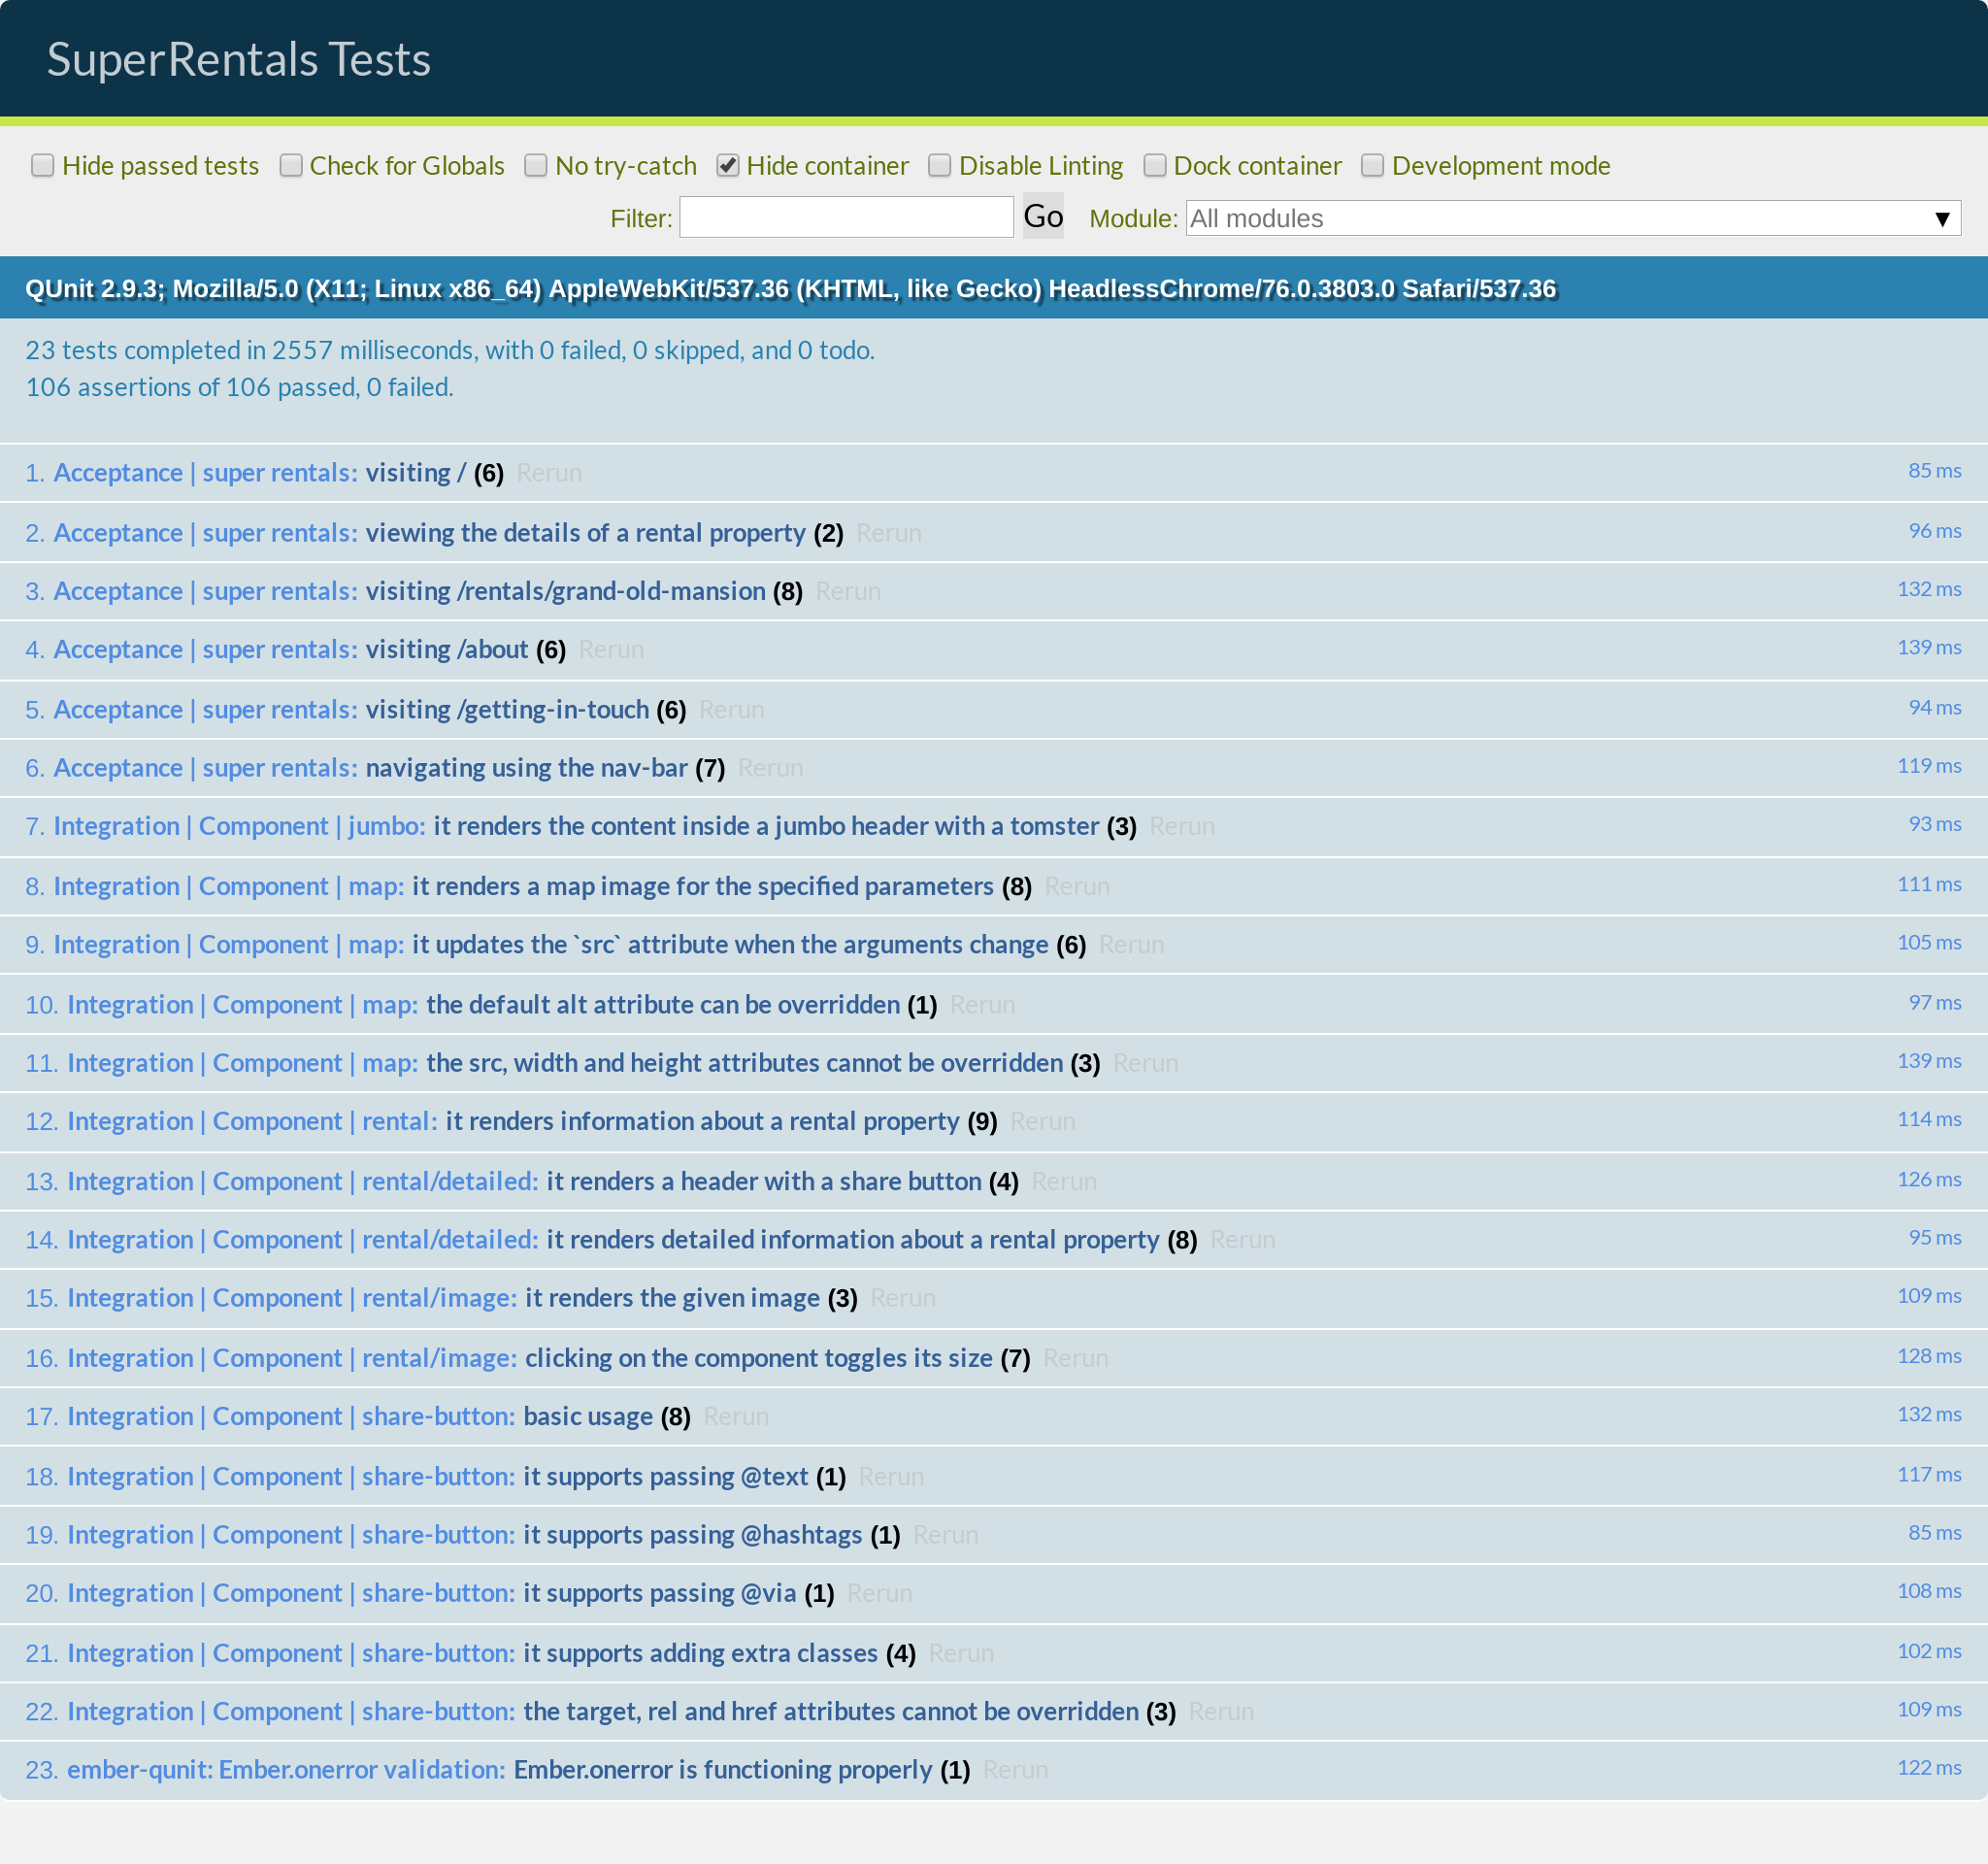 SuperRentals Tests
Hide passed tests Check for Globals No try-catch Hide container Disable Linting Dock container Development mode
Filter: Go Module: All modules ▼
QUnit 2.9.3; Mozilla/5.0 (X11; Linux x86_64) AppleWebKit/537.36 (KHTML, like Gecko) HeadlessChrome/76.0.3803.0 Safari/537.36
23 tests completed in 2557 milliseconds, with 0 failed, 0 skipped, and 0 todo.
106 assertions of 106 passed, 0 failed.
1. Acceptance | super rentals: visiting / (6) Rerun 85 ms
2. Acceptance | super rentals: viewing the details of a rental property (2) Rerun 96 ms
3. Acceptance | super rentals: visiting /rentals/grand-old-mansion (8) Rerun 132 ms
4. Acceptance | super rentals: visiting /about (6) Rerun 139 ms
5. Acceptance | super rentals: visiting /getting-in-touch (6) Rerun 94 ms
6. Acceptance | super rentals: navigating using the nav-bar (7) Rerun 119 ms
7. Integration | Component | jumbo: it renders the content inside a jumbo header with a tomster (3) Rerun 93 ms
8. Integration | Component | map: it renders a map image for the specified parameters (8) Rerun 111 ms
9. Integration | Component | map: it updates the `src` attribute when the arguments change (6) Rerun 105 ms
10. Integration | Component | map: the default alt attribute can be overridden (1) Rerun 97 ms
11. Integration | Component | map: the src, width and height attributes cannot be overridden (3) Rerun 139 ms
12. Integration | Component | rental: it renders information about a rental property (9) Rerun 114 ms
13. Integration | Component | rental/detailed: it renders a header with a share button (4) Rerun 126 ms
14. Integration | Component | rental/detailed: it renders detailed information about a rental property (8) Rerun 95 ms
15. Integration | Component | rental/image: it renders the given image (3) Rerun 109 ms
16. Integration | Component | rental/image: clicking on the component toggles its size (7) Rerun 128 ms
17. Integration | Component | share-button: basic usage (8) Rerun 132 ms
18. Integration | Component | share-button: it supports passing @text (1) Rerun 117 ms
19. Integration | Component | share-button: it supports passing @hashtags (1) Rerun 85 ms
20. Integration | Component | share-button: it supports passing @via (1) Rerun 108 ms
21. Integration | Component | share-button: it supports adding extra classes (4) Rerun 102 ms
22. Integration | Component | share-button: the target, rel and href attributes cannot be overridden (3) Rerun 109 ms
23. ember-qunit: Ember.onerror validation: Ember.onerror is functioning properly (1) Rerun 122 ms